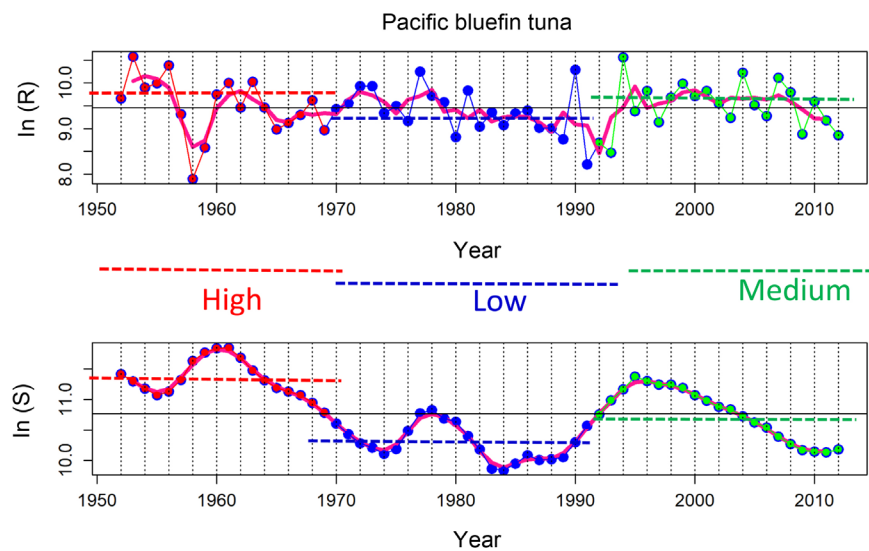 Pacific bluefin tuna
ln (R)
10.0
9.0
8.0
1950 1960 1970 1980 1990 2000 2010
Year
High Low Medium
ln (S)
11.0
10.0
1950 1960 1970 1980 1990 2000 2010
Year